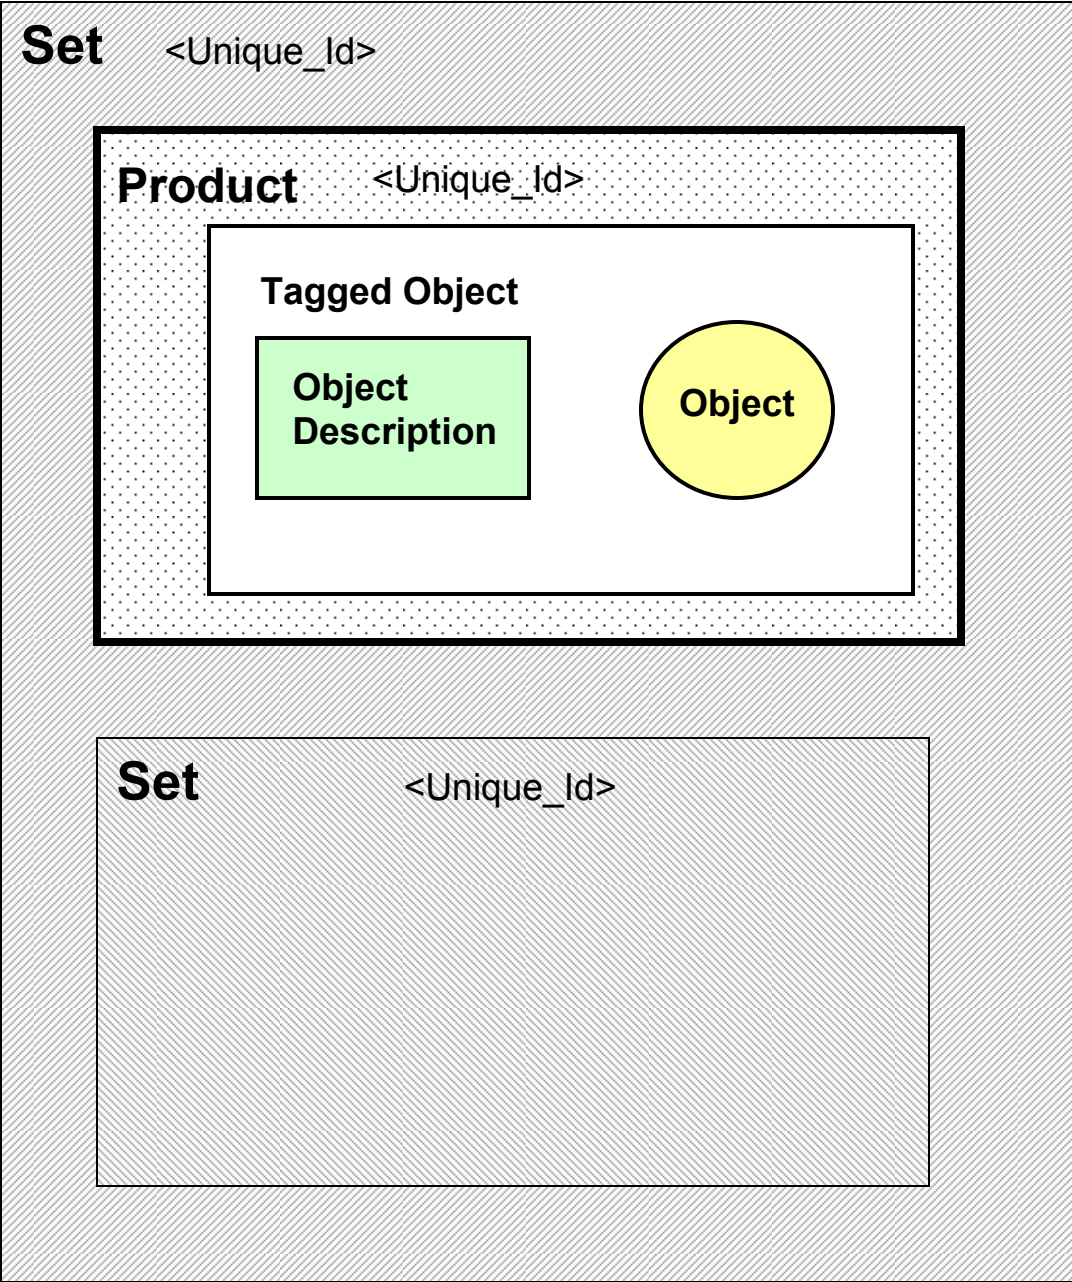 Set <Unique_Id>
Product <Unique_Id>
Tagged Object
Object
Description
Object
Set <Unique_Id>